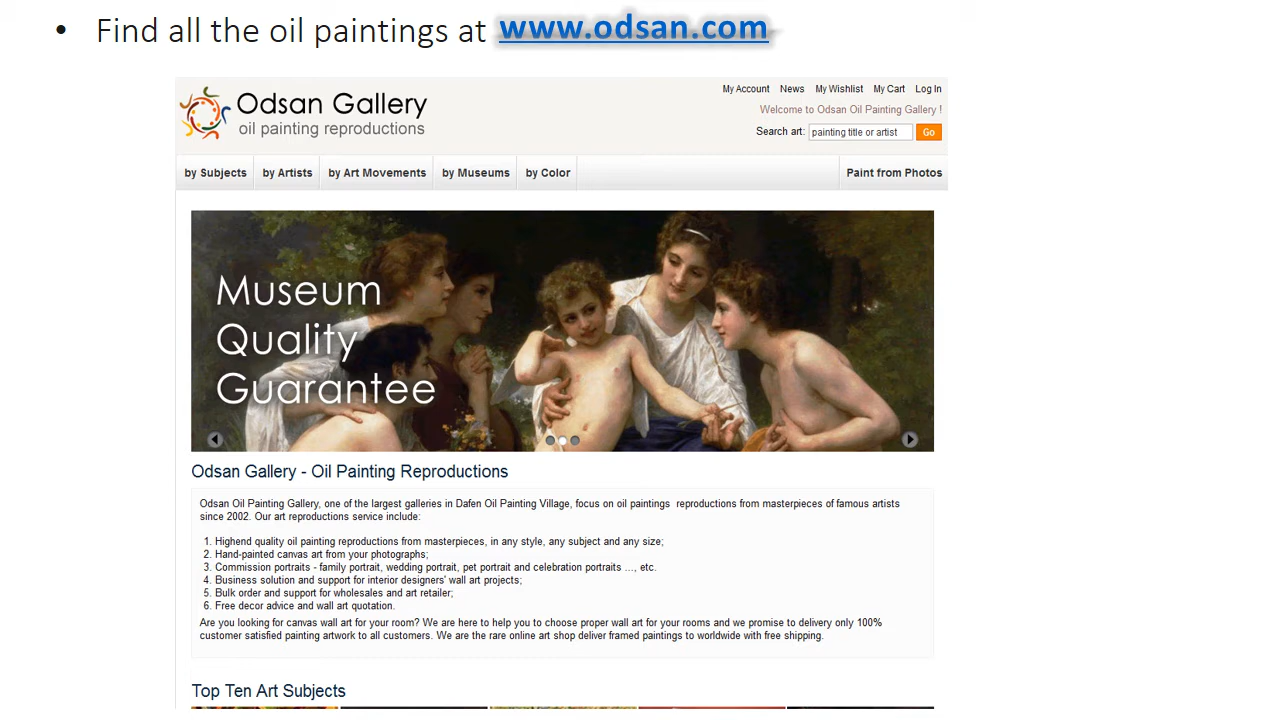 • Find all the oil paintings at www.odsan.com
Odsan Gallery
oil painting reproductions
My Account News My Wishlist My Cart Log In
Welcome to Odsan Oil Painting Gallery !
Search art: painting title or artist Go
by Subjects by Artists by Art Movements by Museums by Color Paint from Photos
Museum
Quality
Guarantee
Odsan Gallery - Oil Painting Reproductions
Odsan Oil Painting Gallery, one of the largest galleries in Dafen Oil Painting Village, focus on oil paintings reproductions from masterpieces of famous artists
since 2002. Our art reproductions service include:
1. Highend quality oil painting reproductions from masterpieces, in any style, any subject and any size;
2. Hand-painted canvas art from your photographs;
3. Commission portraits - family portrait, wedding portrait, pet portrait and celebration portraits ..., etc.
4. Business solution and support for interior designers' wall art projects;
5. Bulk order and support for wholesales and art retailer;
6. Free decor advice and wall art quotation.
Are you looking for canvas wall art for your room? We are here to help you to choose proper wall art for your rooms and we promise to delivery only 100%
customer satisfied painting artwork to all customers. We are the rare online art shop deliver framed paintings to worldwide with free shipping.
Top Ten Art Subjects